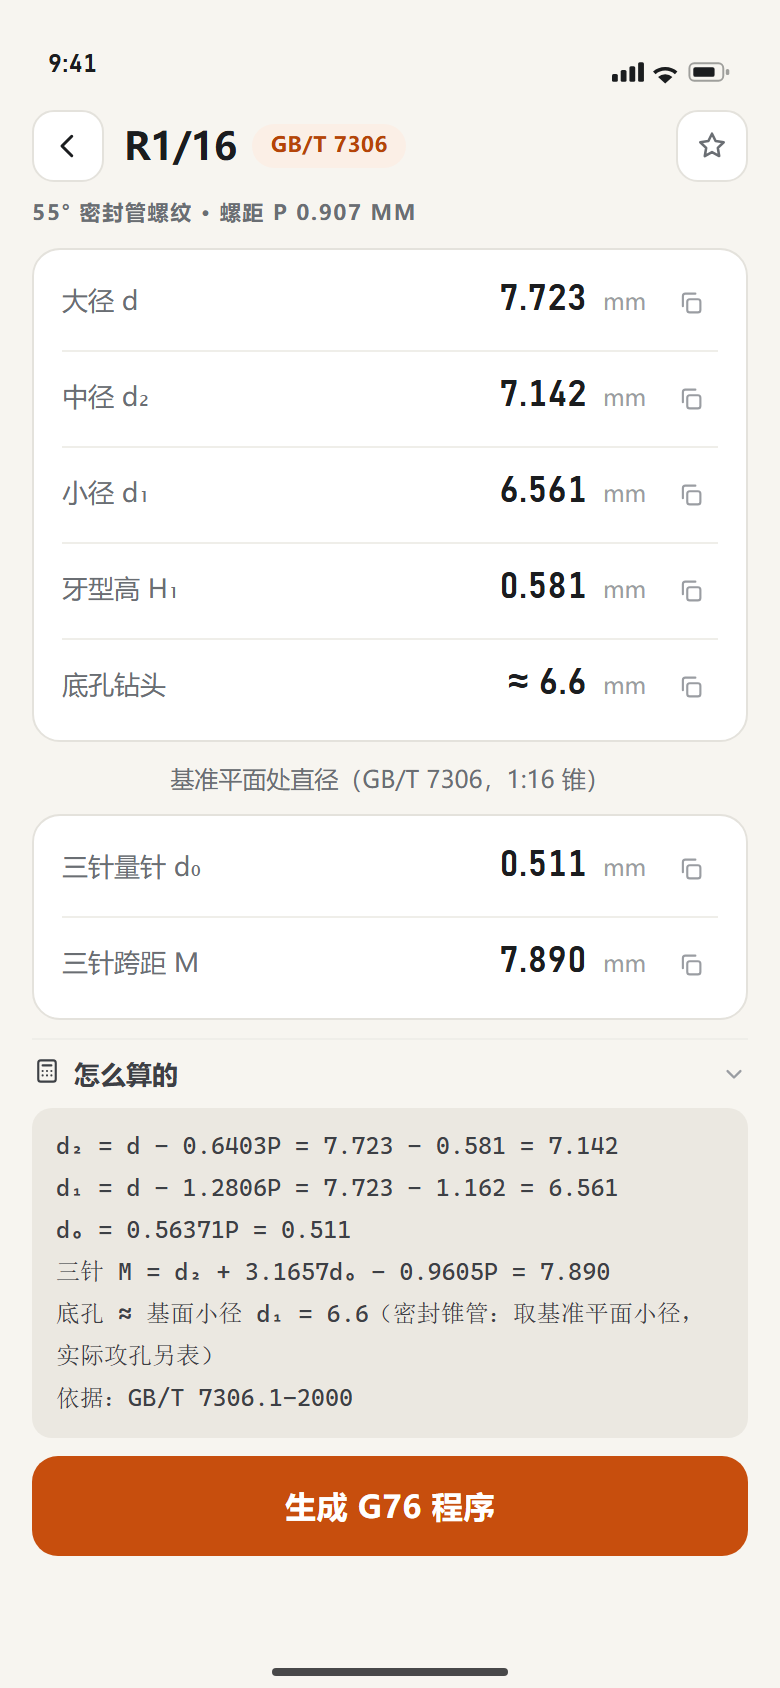 9:41
R1/16 GB/T 7306
55° 密封管螺纹 • 螺距 P 0.907 MM
大径 d 7.723 mm
中径 d₂ 7.142 mm
小径 d₁ 6.561 mm
牙型高 H₁ 0.581 mm
底孔钻头 ≈ 6.6 mm
基准平面处直径（GB/T 7306，1:16 锥）
三针量针 d₀ 0.511 mm
三针跨距 M 7.890 mm
怎么算的
d₂ = d − 0.6403P = 7.723 − 0.581 = 7.142
d₁ = d − 1.2806P = 7.723 − 1.162 = 6.561
d₀ = 0.56371P = 0.511
三针 M = d₂ + 3.1657d₀ − 0.9605P = 7.890
底孔 ≈ 基面小径 d₁ = 6.6（密封锥管：取基准平面小径，
实际攻孔另表）
依据：GB/T 7306.1−2000
生成 G76 程序